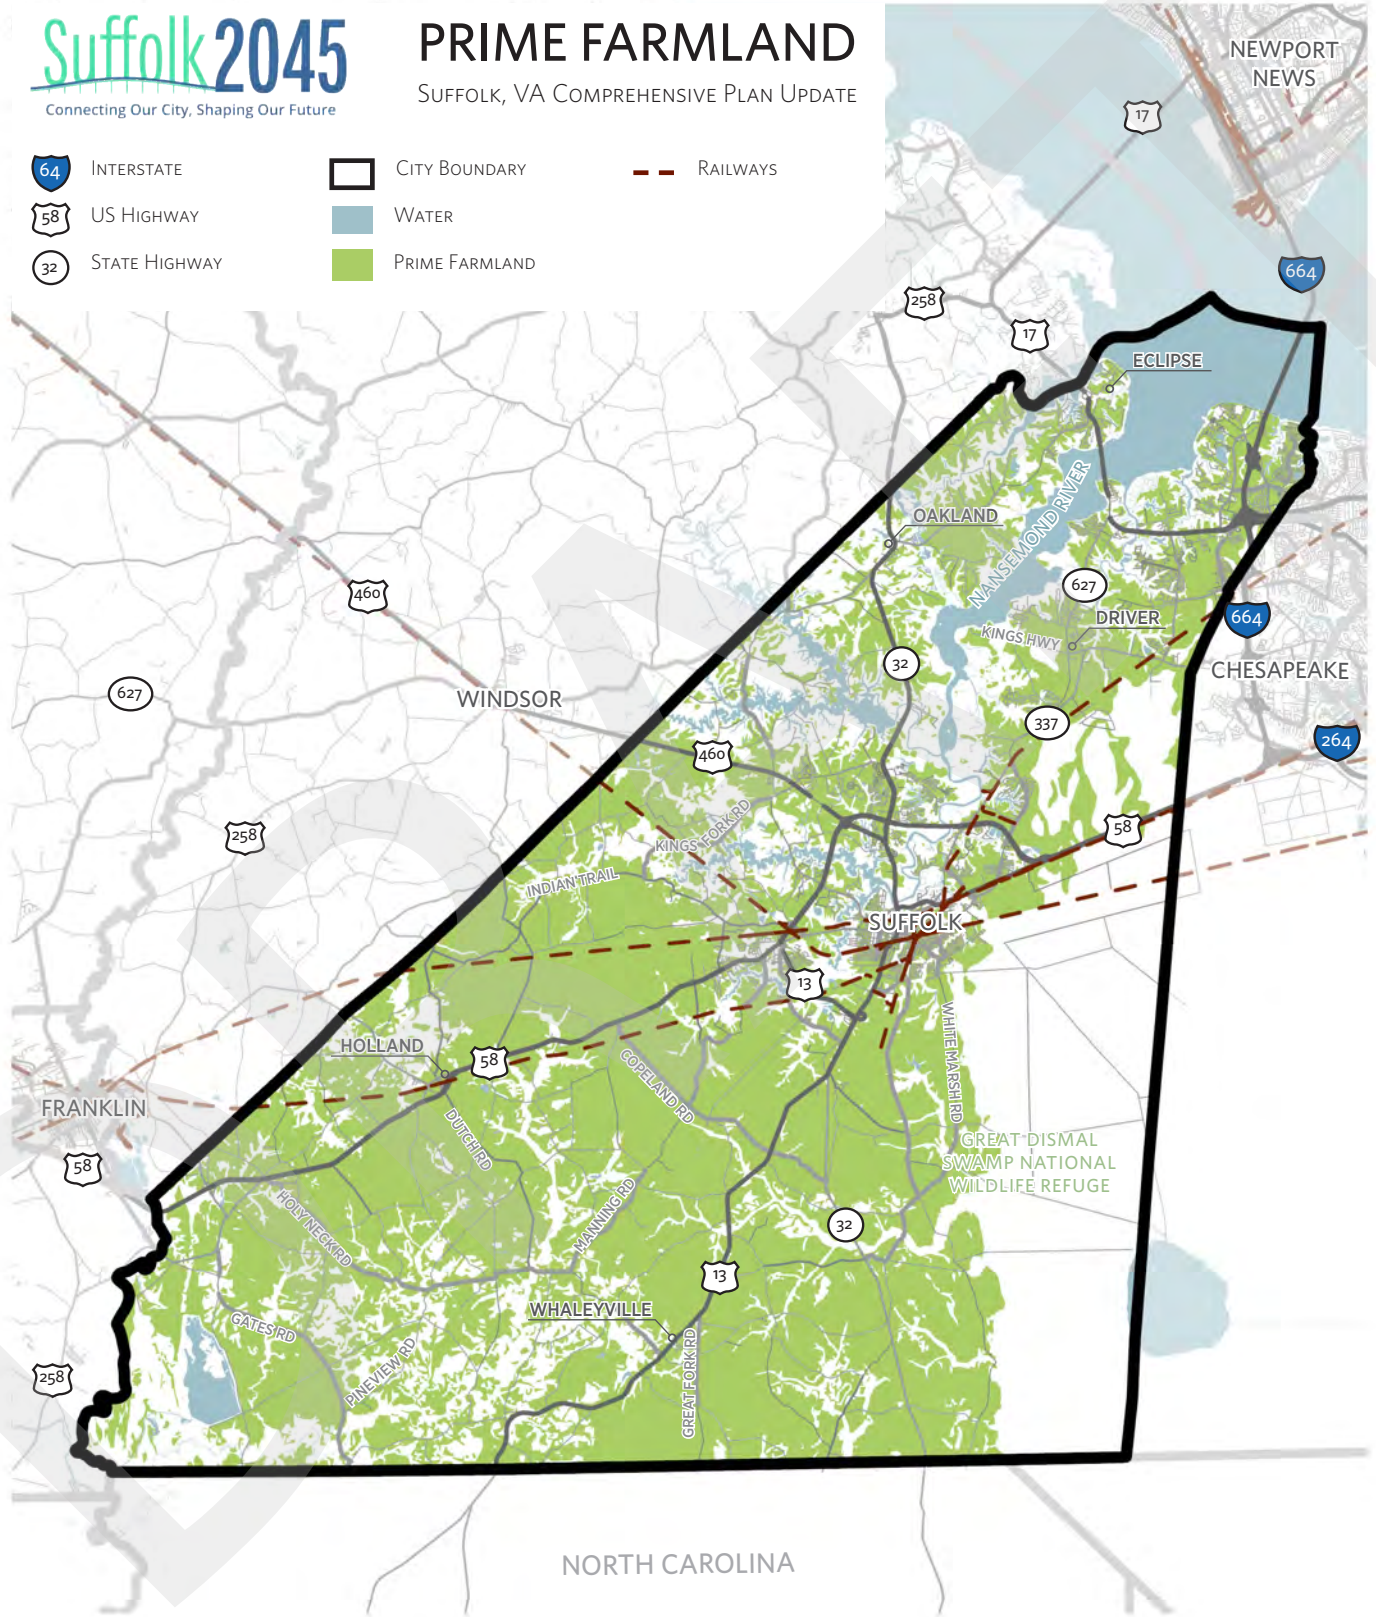 Suffolk 2045
Connecting Our City, Shaping Our Future
PRIME FARMLAND
Suffolk, VA Comprehensive Plan Update
64 Interstate
58 US Highway
32 State Highway
City Boundary
Water
Prime Farmland
Railways
NEWPORT
NEWS
17
664
258
17
ECLIPSE
OAKLAND
NANSEMOND RIVER
460
627
DRIVER
664
KINGS HWY
32
CHESAPEAKE
627
WINDSOR
337
264
460
258
KINGS FORK RD
58
INDIAN TRAIL
SUFFOLK
13
WHITE MARSH RD
HOLLAND
58
COPELAND RD
FRANKLIN
DUTCH RD
GREAT DISMAL
SWAMP NATIONAL
WILDLIFE REFUGE
58
HOLY NECK RD
MANNING RD
32
13
WHALEYVILLE
GATES RD
PINEVIEW RD
GREAT FORK RD
258
NORTH CAROLINA
DRAFT